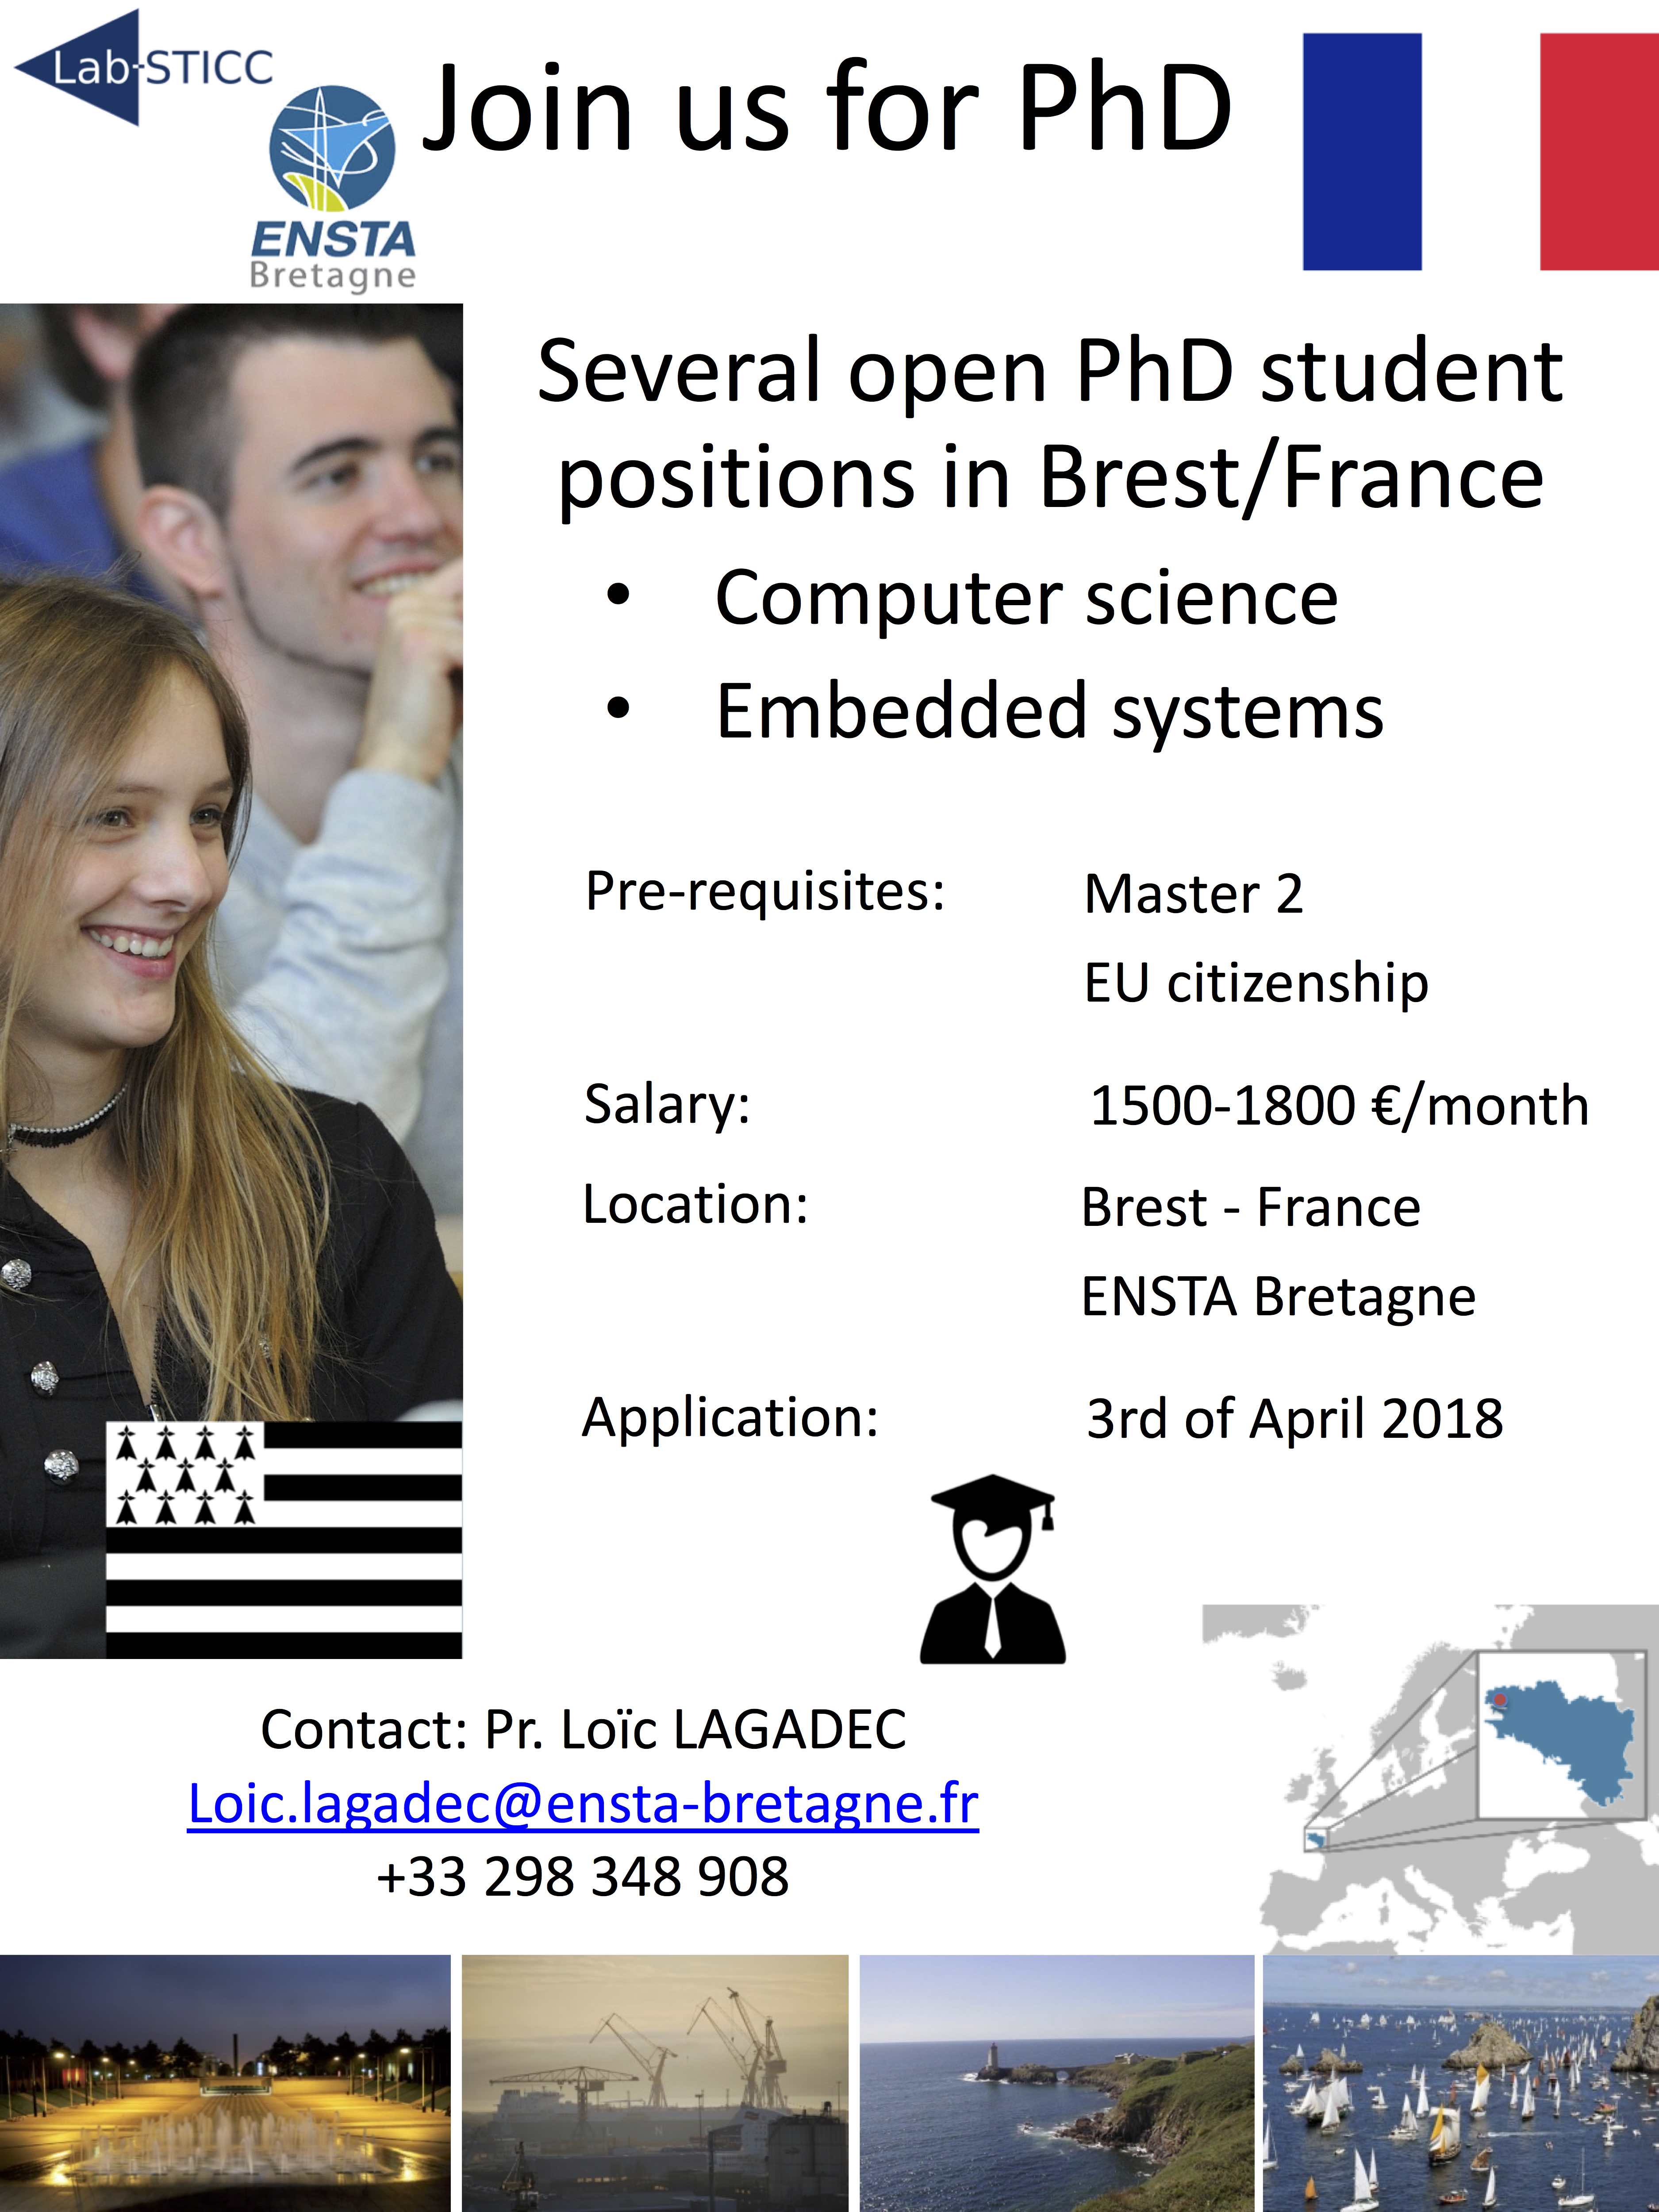 Lab-STICC
Join us for PhD
ENSTA
Bretagne
Several open PhD student
positions in Brest/France
• Computer science
• Embedded systems
Pre-requisites: Master 2
EU citizenship
Salary: 1500-1800 €/month
Location: Brest - France
ENSTA Bretagne
Application: 3rd of April 2018
Contact: Pr. Loïc LAGADEC
Loic.lagadec@ensta-bretagne.fr
+33 298 348 908